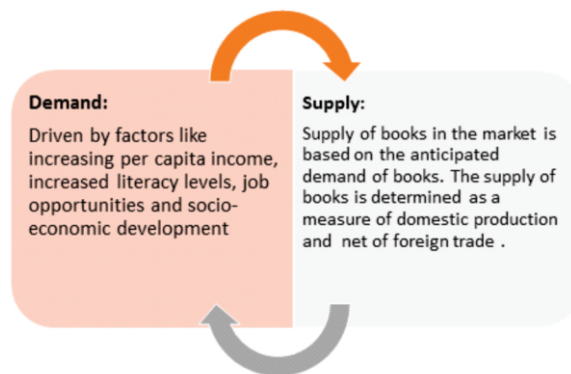 Demand:
Driven by factors like
increasing per capita income,
increased literacy levels, job
opportunities and socio-
economic development
Supply:
Supply of books in the market is
based on the anticipated
demand of books. The supply of
books is determined as a
measure of domestic production
and net of foreign trade .